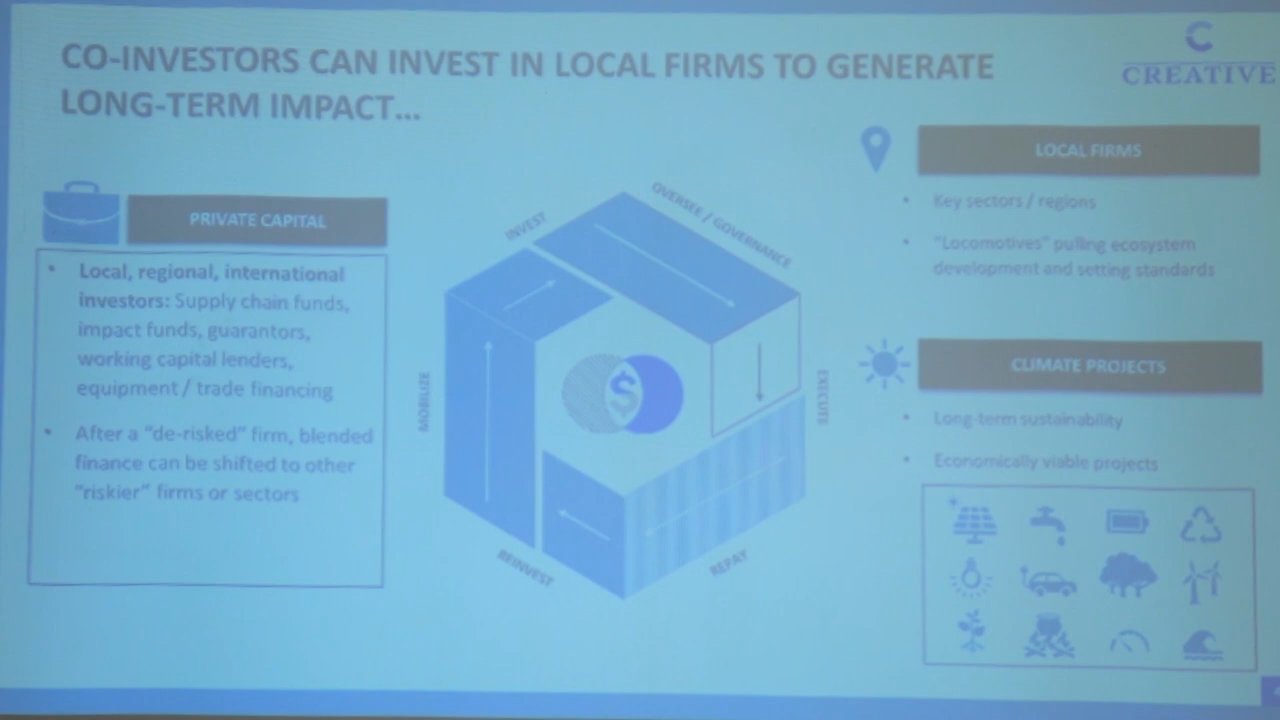 CO-INVESTORS CAN INVEST IN LOCAL FIRMS TO GENERATE
LONG-TERM IMPACT...
C
CREATIVE
PRIVATE CAPITAL
• Local, regional, international
investors: Supply chain funds,
impact funds, guarantors,
working capital lenders,
equipment / trade financing
• After a “de-risked” firm, blended
finance can be shifted to other
“riskier” firms or sectors
INVEST
OVERSEE / GOVERNANCE
MOBILIZE
$
EXECUTE
REINVEST
REPAY
LOCAL FIRMS
• Key sectors / regions
• “Locomotives” pulling ecosystem
development and setting standards
CLIMATE PROJECTS
• Long-term sustainability
• Economically viable projects